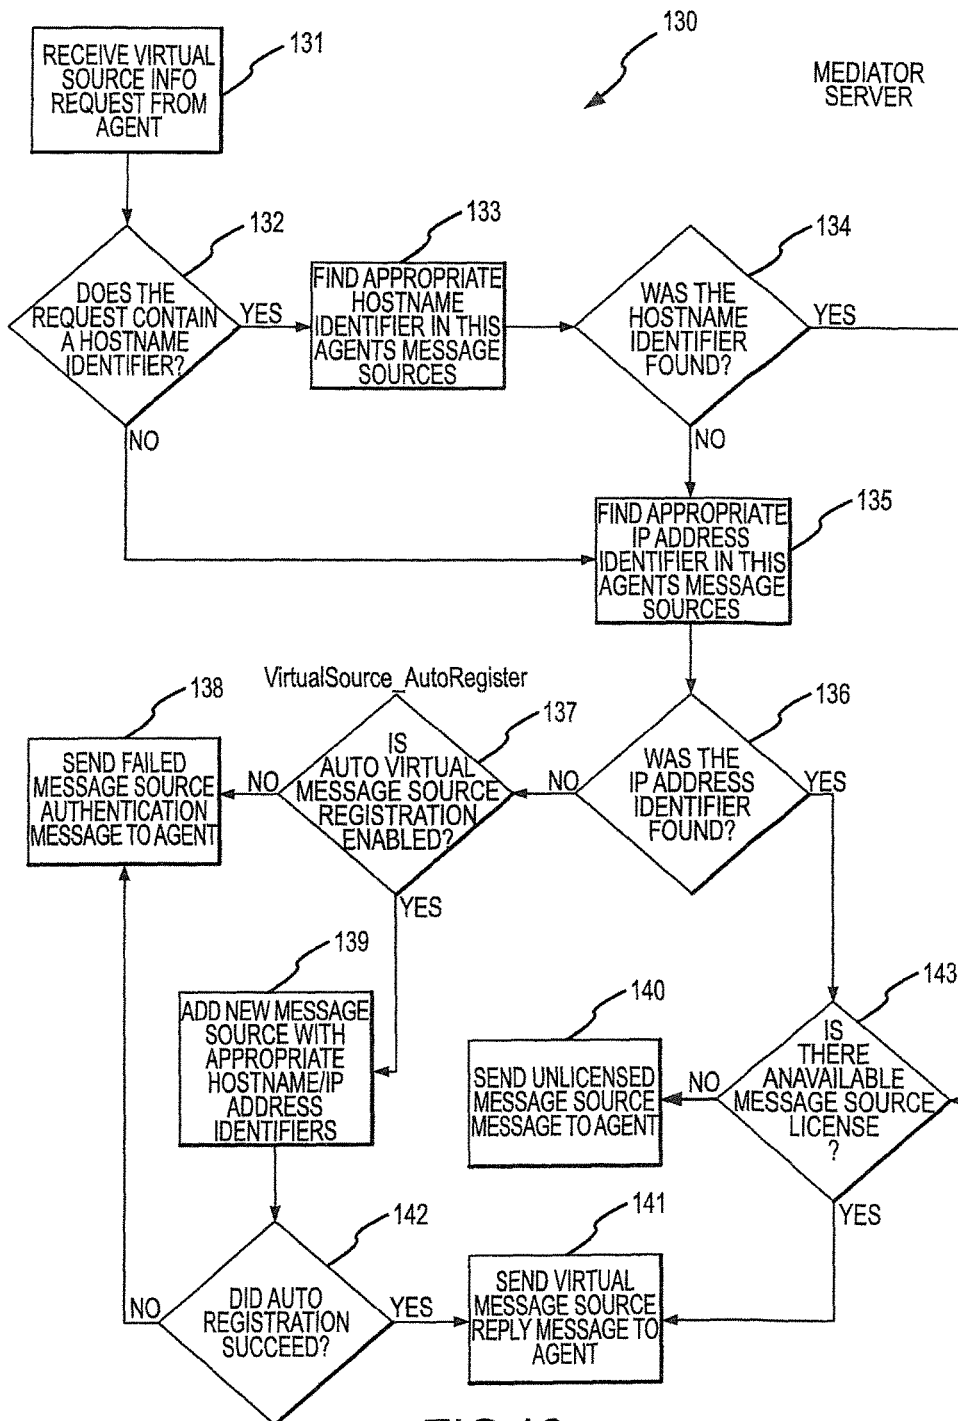 130
MEDIATOR
SERVER
131
RECEIVE VIRTUAL
SOURCE INFO
REQUEST FROM
AGENT
132
DOES THE
REQUEST CONTAIN
A HOSTNAME
IDENTIFIER?
YES
NO
133
FIND APPROPRIATE
HOSTNAME
IDENTIFIER IN THIS
AGENTS MESSAGE
SOURCES
134
WAS THE
HOSTNAME
IDENTIFIER
FOUND?
YES
NO
135
FIND APPROPRIATE
IP ADDRESS
IDENTIFIER IN THIS
AGENTS MESSAGE
SOURCES
136
WAS THE
IP ADDRESS
IDENTIFIER
FOUND?
YES
NO
VirtualSource_AutoRegister
137
IS
AUTO VIRTUAL
MESSAGE SOURCE
REGISTRATION
ENABLED?
NO
YES
138
SEND FAILED
MESSAGE SOURCE
AUTHENTICATION
MESSAGE TO AGENT
139
ADD NEW MESSAGE
SOURCE WITH
APPROPRIATE
HOSTNAME/IP
ADDRESS
IDENTIFIERS
140
SEND UNLICENSED
MESSAGE SOURCE
MESSAGE TO AGENT
143
IS
THERE
ANAVAILABLE
MESSAGE SOURCE
LICENSE
?
NO
YES
142
DID AUTO
REGISTRATION
SUCCEED?
NO
YES
141
SEND VIRTUAL
MESSAGE SOURCE
REPLY MESSAGE TO
AGENT